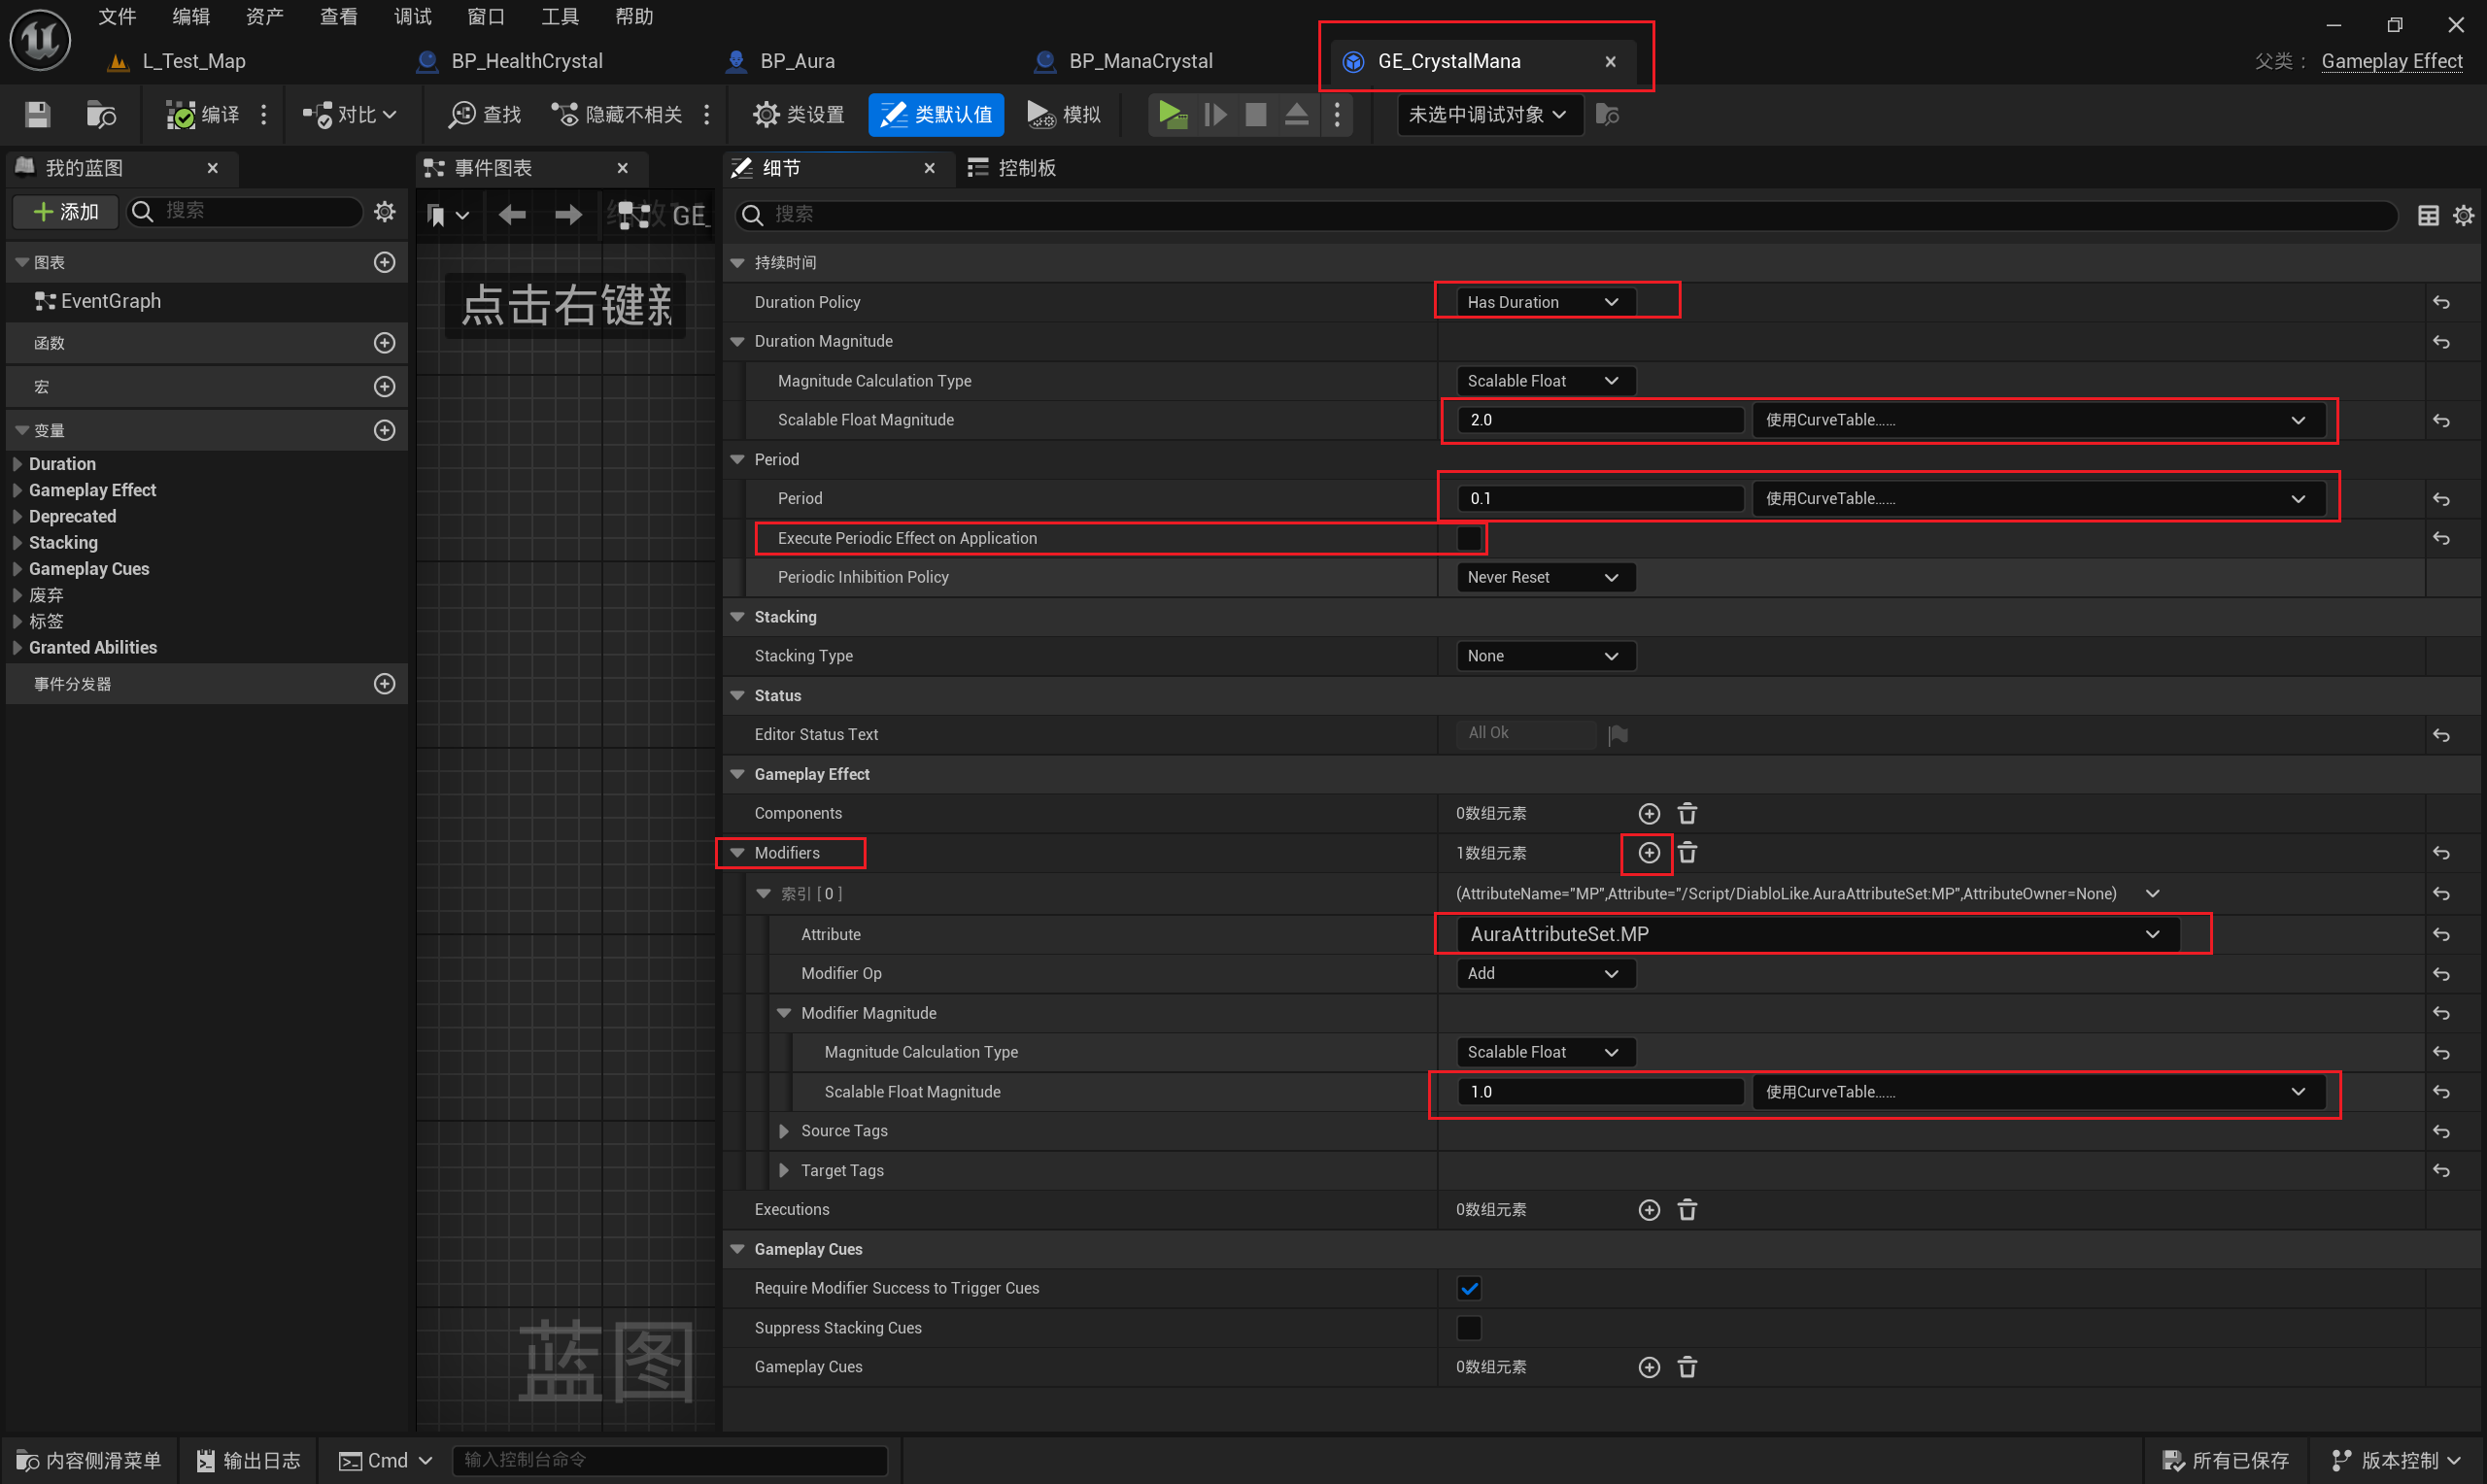 文件 编辑 资产 查看 调试 窗口 工具 帮助
L_Test_Map BP_HealthCrystal BP_Aura BP_ManaCrystal GE_CrystalMana 父类： Gameplay Effect
编译 对比 查找 隐藏不相关 类设置 类默认值 模拟 未选中调试对象
我的蓝图 事件图表 细节 控制板
添加 搜索
图表
EventGraph
函数
宏
变量
Duration
Gameplay Effect
Deprecated
Stacking
Gameplay Cues
废弃
标签
Granted Abilities
事件分发器
GE_
点击右键新
蓝图
搜索
持续时间
Duration Policy Has Duration
Duration Magnitude
Magnitude Calculation Type Scalable Float
Scalable Float Magnitude 2.0 使用CurveTable......
Period
Period 0.1 使用CurveTable......
Execute Periodic Effect on Application
Periodic Inhibition Policy Never Reset
Stacking
Stacking Type None
Status
Editor Status Text All Ok
Gameplay Effect
Components 0数组元素
Modifiers 1数组元素
索引 [ 0 ] (AttributeName="MP",Attribute="/Script/DiabloLike.AuraAttributeSet:MP",AttributeOwner=None)
Attribute AuraAttributeSet.MP
Modifier Op Add
Modifier Magnitude
Magnitude Calculation Type Scalable Float
Scalable Float Magnitude 1.0 使用CurveTable......
Source Tags
Target Tags
Executions 0数组元素
Gameplay Cues
Require Modifier Success to Trigger Cues
Suppress Stacking Cues
Gameplay Cues 0数组元素
内容侧滑菜单 输出日志 Cmd 输入控制台命令 所有已保存 版本控制